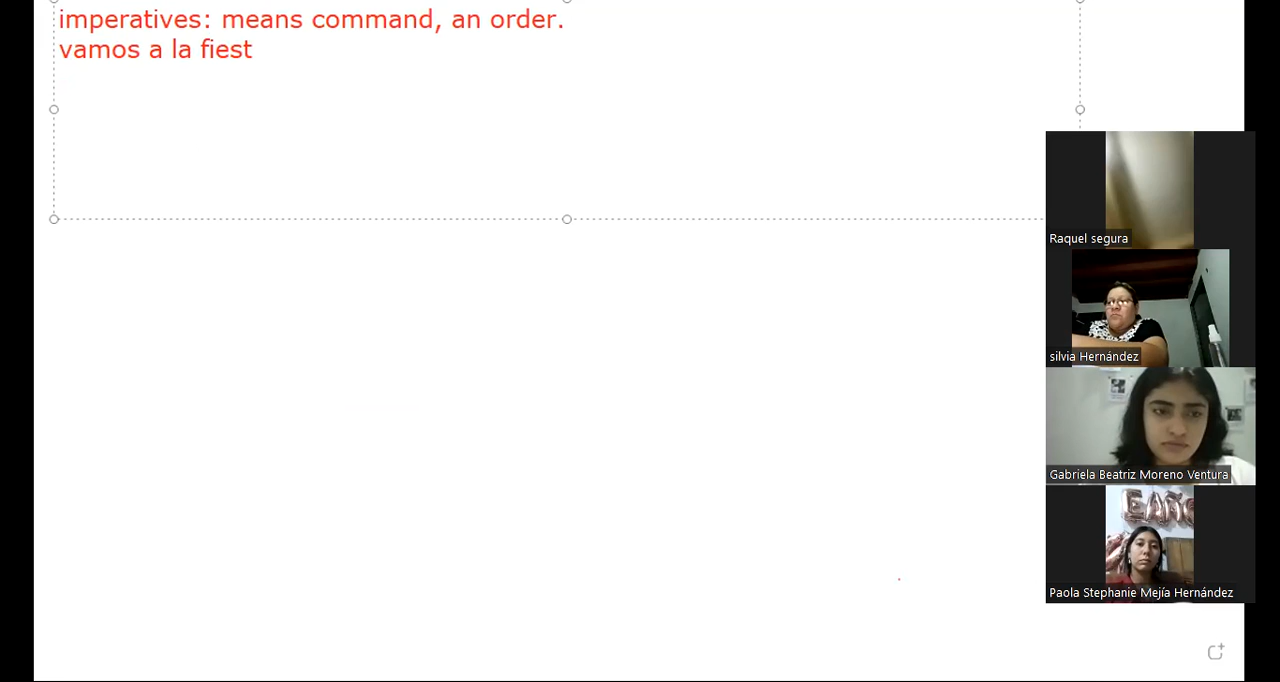 imperatives: means command, an order.
vamos a la fiest
Raquel segura
silvia Hernández
Gabriela Beatriz Moreno Ventura
EAÑO
Paola Stephanie Mejía Hernández